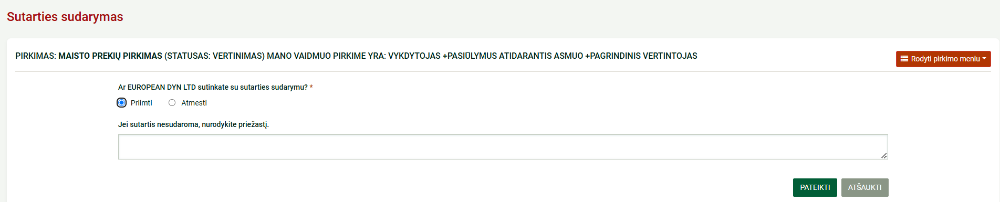 Sutarties sudarymas
PIRKIMAS: MAISTO PREKIŲ PIRKIMAS (STATUSAS: VERTINIMAS) MANO VAIDMUO PIRKIME YRA: VYKDYTOJAS +PASIŪLYMUS ATIDARANTIS ASMUO +PAGRINDINIS VERTINTOJAS
Rodyti pirkimo meniu
Ar EUROPEAN DYN LTD sutinkate su sutarties sudarymu? *
Priimti Atmesti
Jei sutartis nesudaroma, nurodykite priežastį.
PATEIKTI ATŠAUKTI